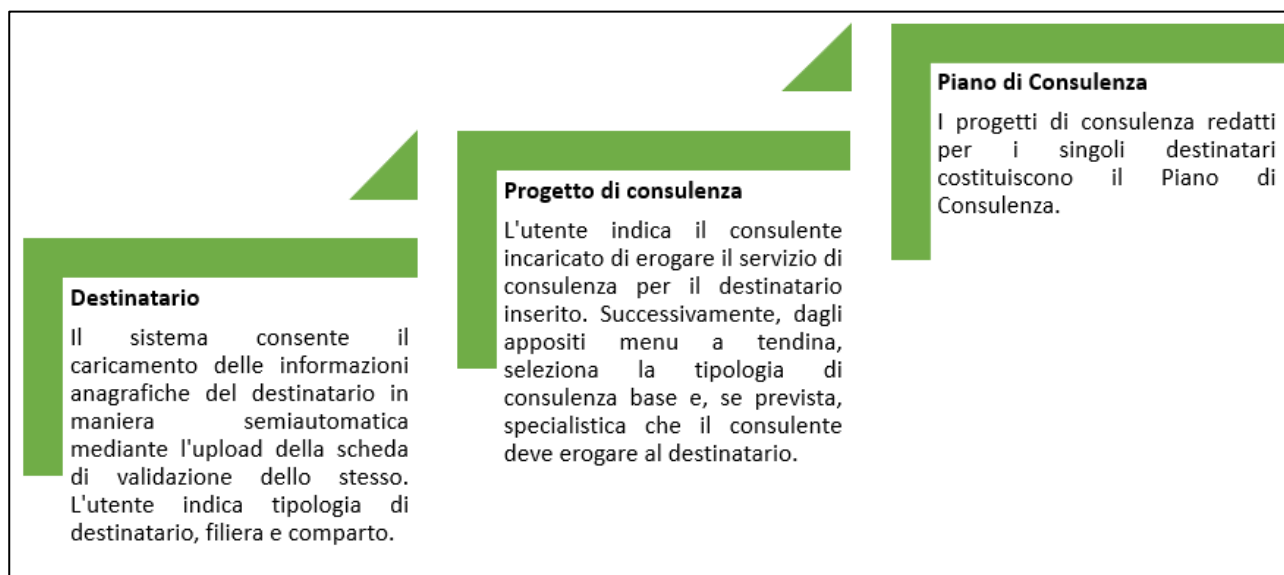 Destinatario
Il sistema consente il
caricamento delle informazioni
anagrafiche del destinatario in
maniera semiautomatica
mediante l'upload della scheda
di validazione dello stesso.
L'utente indica tipologia di
destinatario, filiera e comparto.
Progetto di consulenza
L'utente indica il consulente
incaricato di erogare il servizio di
consulenza per il destinatario
inserito. Successivamente, dagli
appositi menu a tendina,
seleziona la tipologia di
consulenza base e, se prevista,
specialistica che il consulente
deve erogare al destinatario.
Piano di Consulenza
I progetti di consulenza redatti
per i singoli destinatari
costituiscono il Piano di
Consulenza.